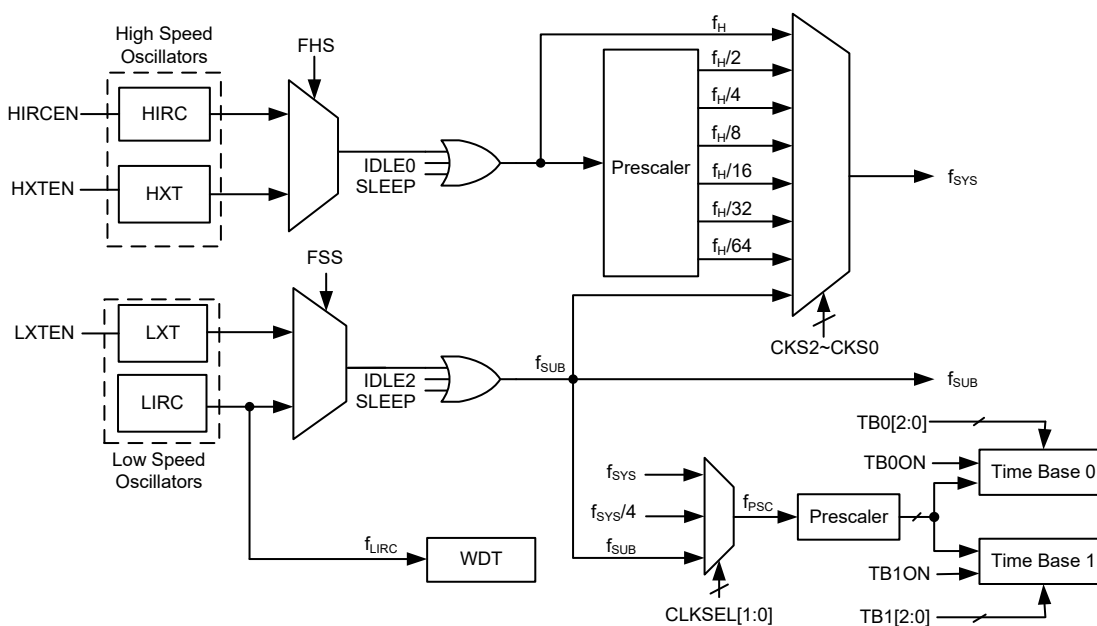 High Speed
Oscillators
FHS
HIRCEN
HIRC
HXTEN
HXT
IDLE0
SLEEP
Prescaler
fH
fH/2
fH/4
fH/8
fH/16
fH/32
fH/64
fSYS
CKS2~CKS0
FSS
LXTEN
LXT
LIRC
Low Speed
Oscillators
IDLE2
SLEEP
fSUB
fSUB
fSYS
fSYS/4
fSUB
fPSC
Prescaler
CLKSEL[1:0]
TB0[2:0]
TB0ON
Time Base 0
Time Base 1
TB1ON
TB1[2:0]
fLIRC
WDT